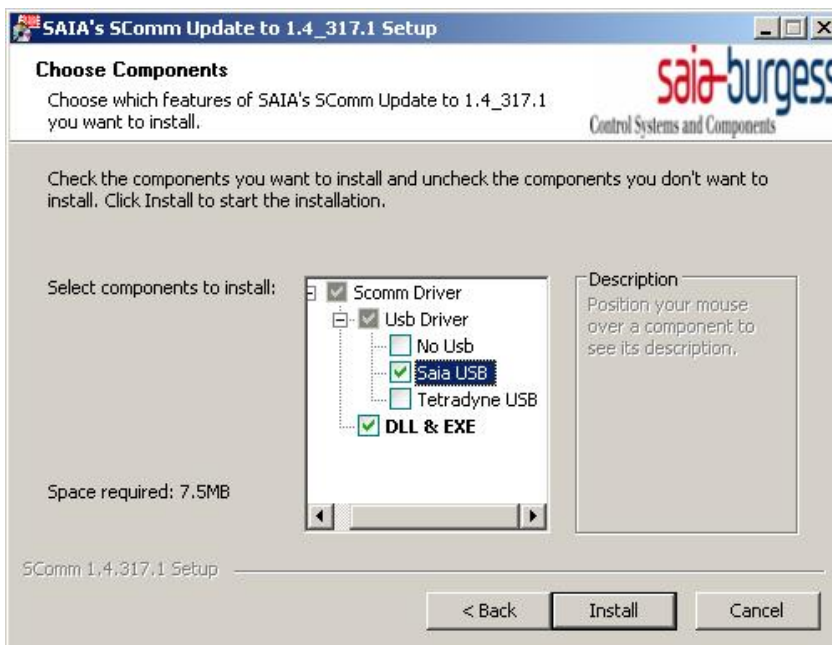 SAIA's SComm Update to 1.4_317.1 Setup
Choose Components
Choose which features of SAIA's SComm Update to 1.4_317.1
you want to install.
saia-burgess
Control Systems and Components
Check the components you want to install and uncheck the components you don't want to
install. Click Install to start the installation.
Select components to install:
Scomm Driver
Usb Driver
No Usb
Saia USB
Tetradyne USB
DLL & EXE
Description
Position your mouse
over a component to
see its description.
Space required: 7.5MB
SComm 1.4.317.1 Setup
< Back
Install
Cancel